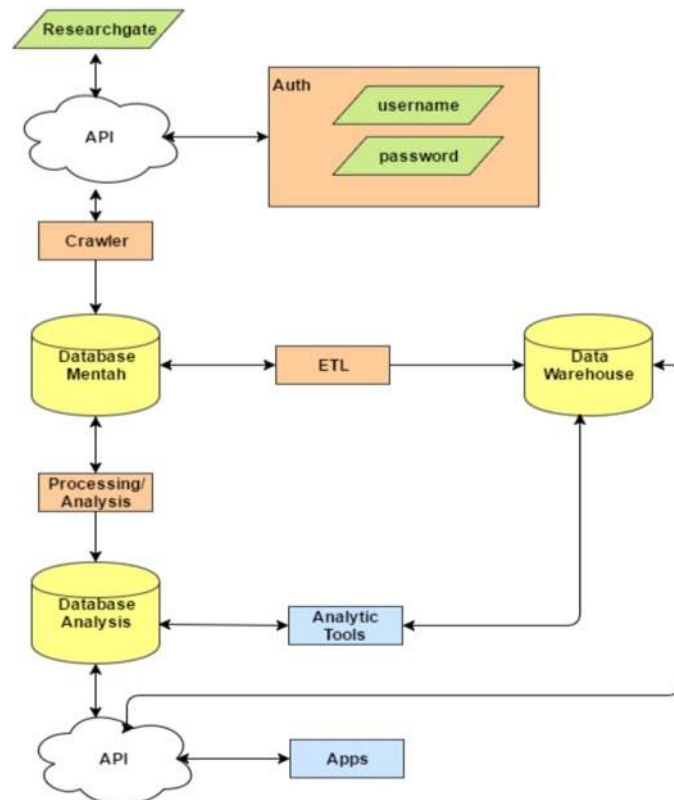 Researchgate
Auth
username
API
password
Crawler
Database
Mentah
ETL
Data
Warehouse
Processing/
Analysis
Database
Analysis
Analytic
Tools
API
Apps